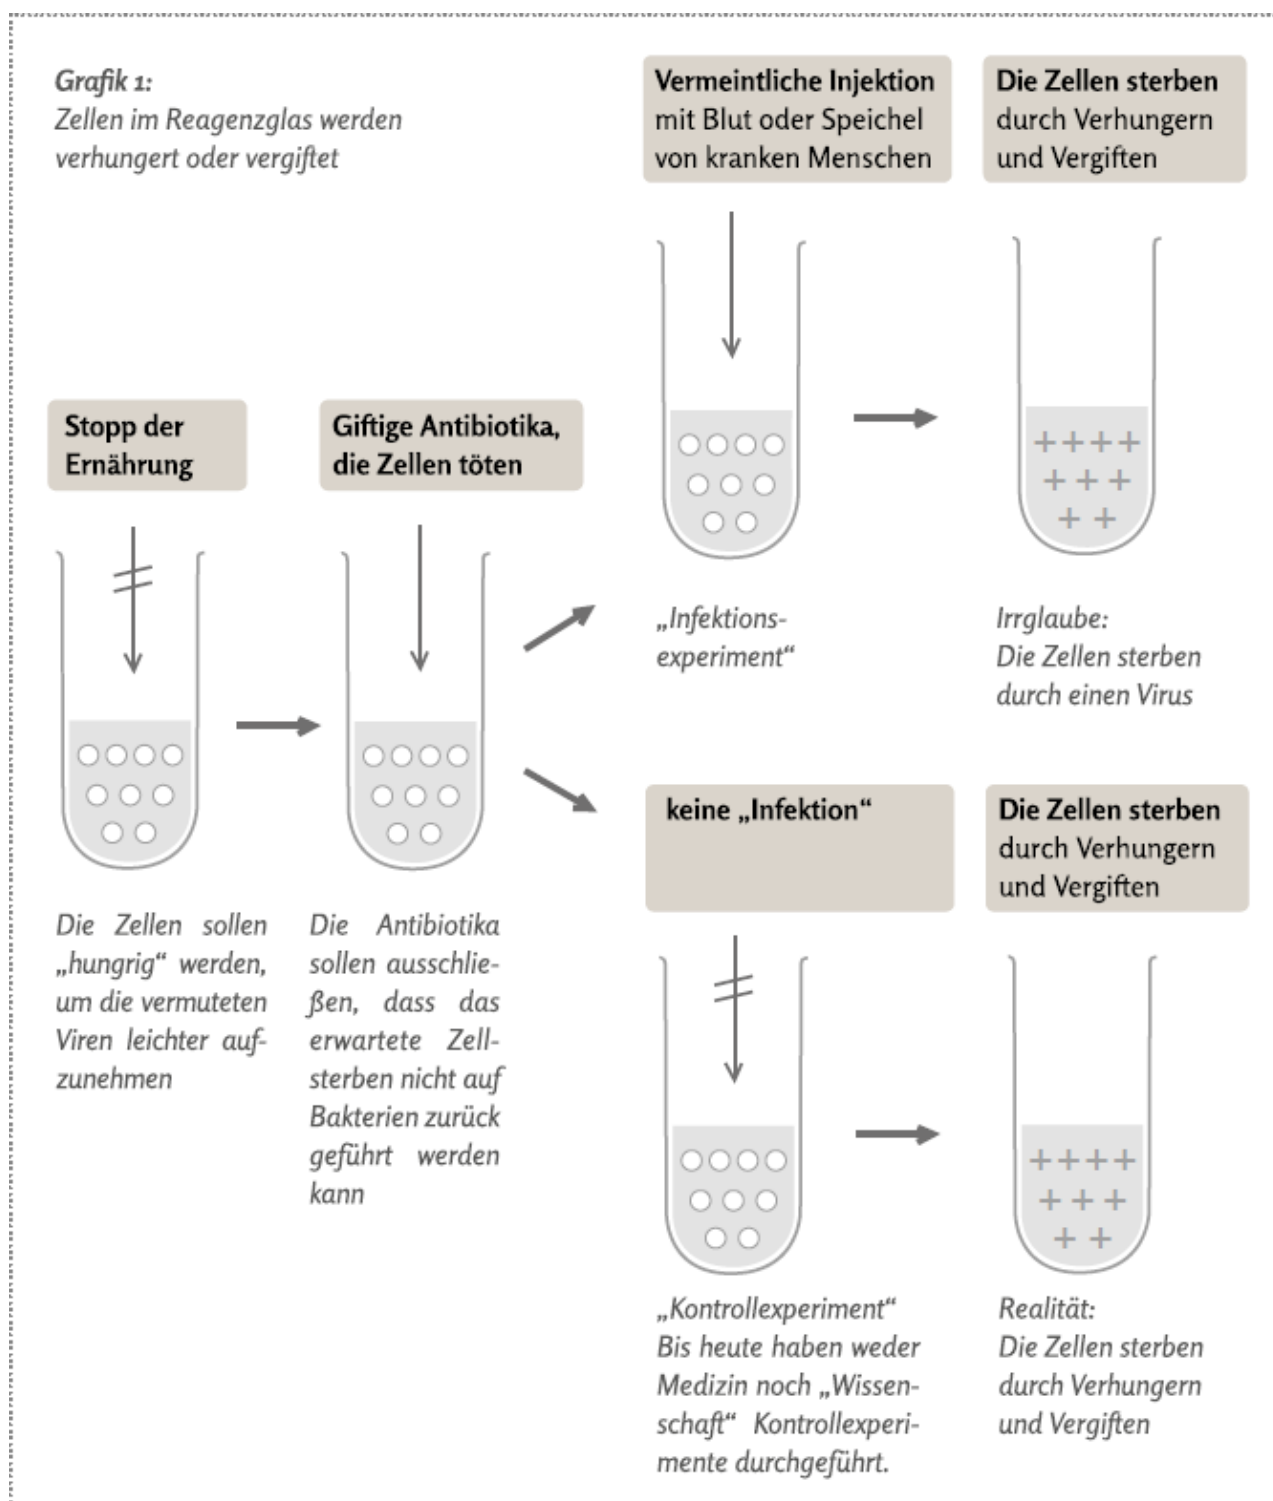 Grafik 1:
Zellen im Reagenzglas werden
verhungert oder vergiftet
Vermeintliche Injektion
mit Blut oder Speichel
von kranken Menschen
Die Zellen sterben
durch Verhungern
und Vergiften
Stopp der
Ernährung
Giftige Antibiotika,
die Zellen töten
„Infektions-
experiment“
Irrglaube:
Die Zellen sterben
durch einen Virus
keine „Infektion“
Die Zellen sterben
durch Verhungern
und Vergiften
Die Zellen sollen
„hungrig“ werden,
um die vermuteten
Viren leichter auf-
zunehmen
Die Antibiotika
sollen ausschlie-
ßen, dass das
erwartete Zell-
sterben nicht auf
Bakterien zurück
geführt werden
kann
„Kontrollexperiment“
Bis heute haben weder
Medizin noch „Wissen-
schaft“ Kontrollexperi-
mente durchgeführt.
Realität:
Die Zellen sterben
durch Verhungern
und Vergiften